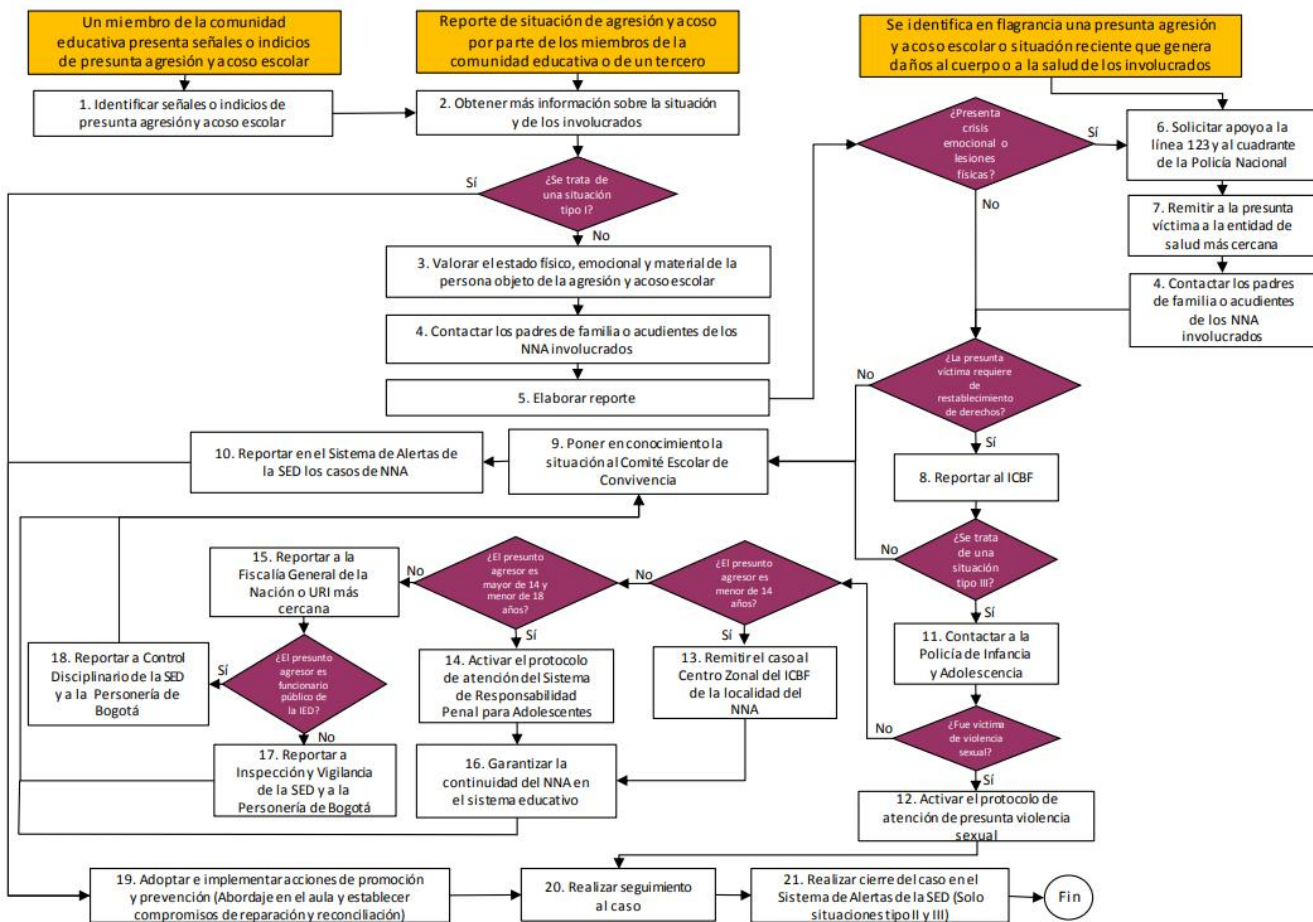 Un miembro de la comunidad
educativa presenta señales o indicios
de presunta agresión y acoso escolar
Reporte de situación de agresión y acoso
por parte de los miembros de la
comunidad educativa o de un tercero
Se identifica en flagrancia una presunta agresión
y acoso escolar o situación reciente que genera
daños al cuerpo o a la salud de los involucrados
1. Identificar señales o indicios de
presunta agresión y acoso escolar
2. Obtener más información sobre la situación
y de los involucrados
¿Presenta
crisis
emocional o
lesiones
físicas?
Sí
No
6. Solicitar apoyo a la
línea 123 y al cuadrante
de la Policía Nacional
¿Se trata de
una situación
tipo I?
Sí
No
7. Remitir a la presunta
víctima a la entidad de
salud más cercana
3. Valorar el estado físico, emocional y material de la
persona objeto de la agresión y acoso escolar
4. Contactar los padres
de familia o acudientes
de los NNA
involucrados
4. Contactar los padres de familia o acudientes de los
NNA involucrados
5. Elaborar reporte
¿La presunta
víctima requiere
de
restablecimiento
de derechos?
No
Sí
10. Reportar en el Sistema de Alertas de
la SED los casos de NNA
9. Poner en conocimiento la
situación al Comité Escolar de
Convivencia
8. Reportar al ICBF
¿Se trata
de una
situación
tipo III?
No
Sí
15. Reportar a la
Fiscalía General de la
Nación o URI más
cercana
¿El presunto
agresor es
mayor de 14 y
menor de 18
años?
No
Sí
¿El presunto
agresor es
menor de 14
años?
No
Sí
11. Contactar a la
Policía de Infancia
y Adolescencia
18. Reportar a Control
Disciplinario de la SED
y a la Personería de
Bogotá
¿El presunto
agresor es
funcionario
público de
la IED?
Sí
No
14. Activar el protocolo
de atención del Sistema
de Responsabilidad
Penal para Adolescentes
13. Remitir el caso al
Centro Zonal del ICBF
de la localidad del
NNA
¿Fue víctima
de violencia
sexual?
No
Sí
17. Reportar a
Inspección y Vigilancia
de la SED y a la
Personería de Bogotá
16. Garantizar la
continuidad del NNA en
el sistema educativo
12. Activar el protocolo de
atención de presunta violencia
sexual
19. Adoptar e implementar acciones de promoción
y prevención (Abordaje en el aula y establecer
compromisos de reparación y reconciliación)
20. Realizar seguimiento
al caso
21. Realizar cierre del caso en el
Sistema de Alertas de la SED (Solo
situaciones tipo II y III)
Fin